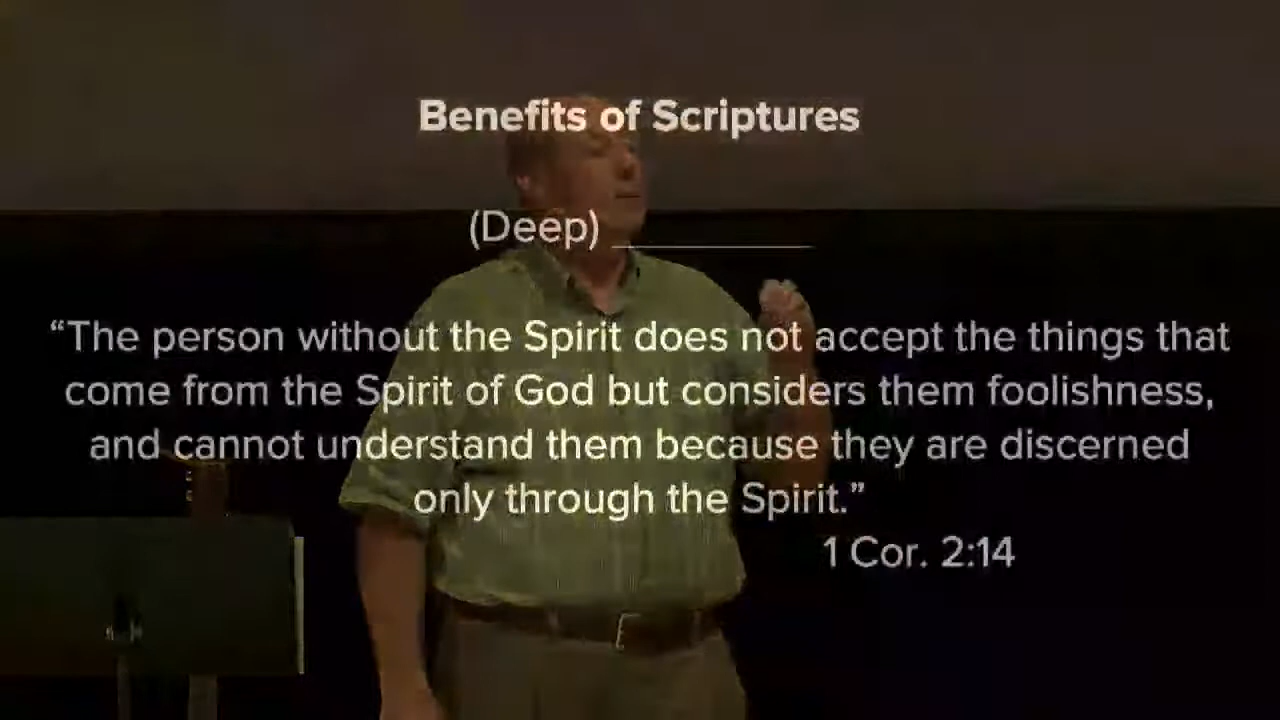 Benefits of Scriptures
(Deep) __________
“The person without the Spirit does not accept the things that
come from the Spirit of God but considers them foolishness,
and cannot understand them because they are discerned
only through the Spirit.”
1 Cor. 2:14